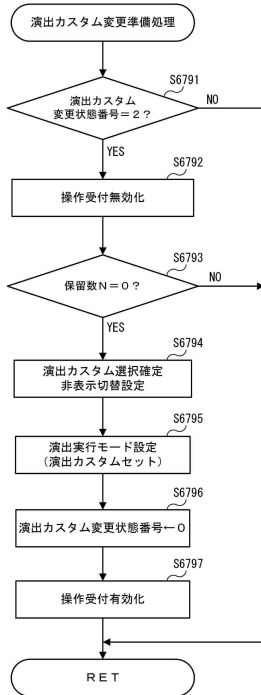 演出カスタム変更準備処理
S6791
演出カスタム
変更状態番号=2?
NO
YES
S6792
操作受付無効化
S6793
保留数N=0?
NO
YES
S6794
演出カスタム選択確定
非表示切替設定
S6795
演出実行モード設定
(演出カスタムセット)
S6796
演出カスタム変更状態番号←0
S6797
操作受付有効化
RET